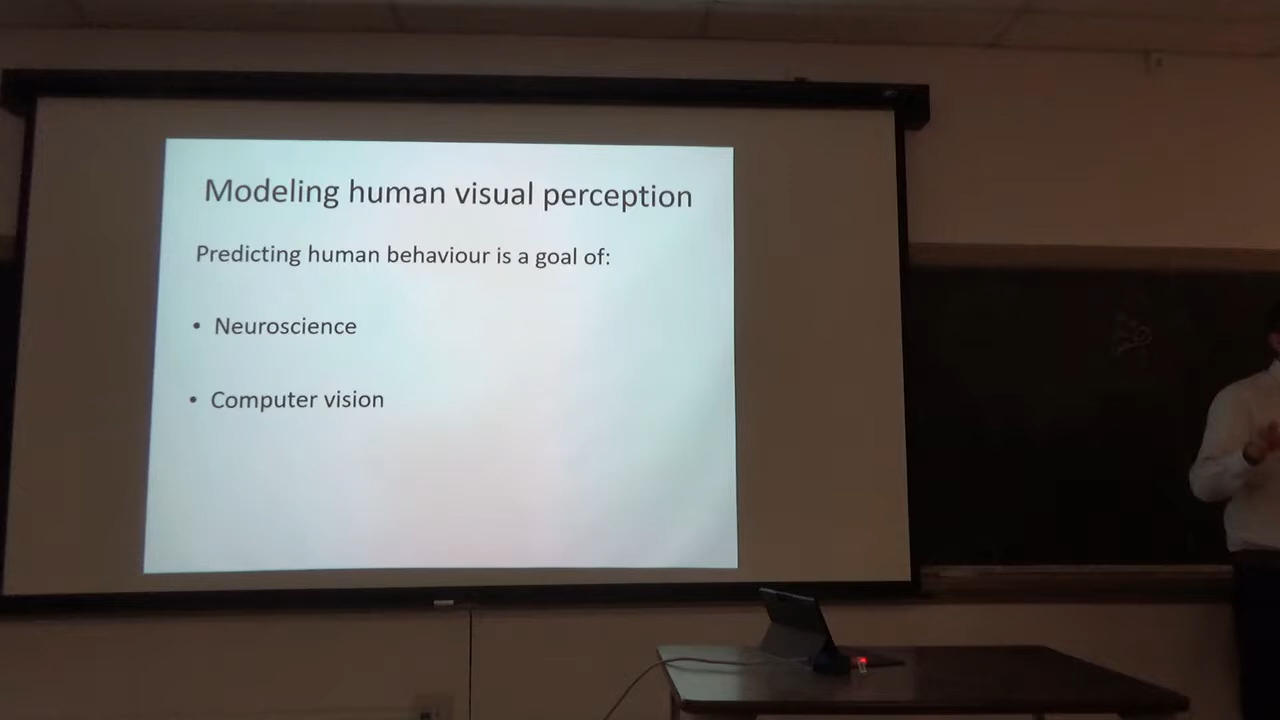 Modeling human visual perception
Predicting human behaviour is a goal of:
• Neuroscience
• Computer vision